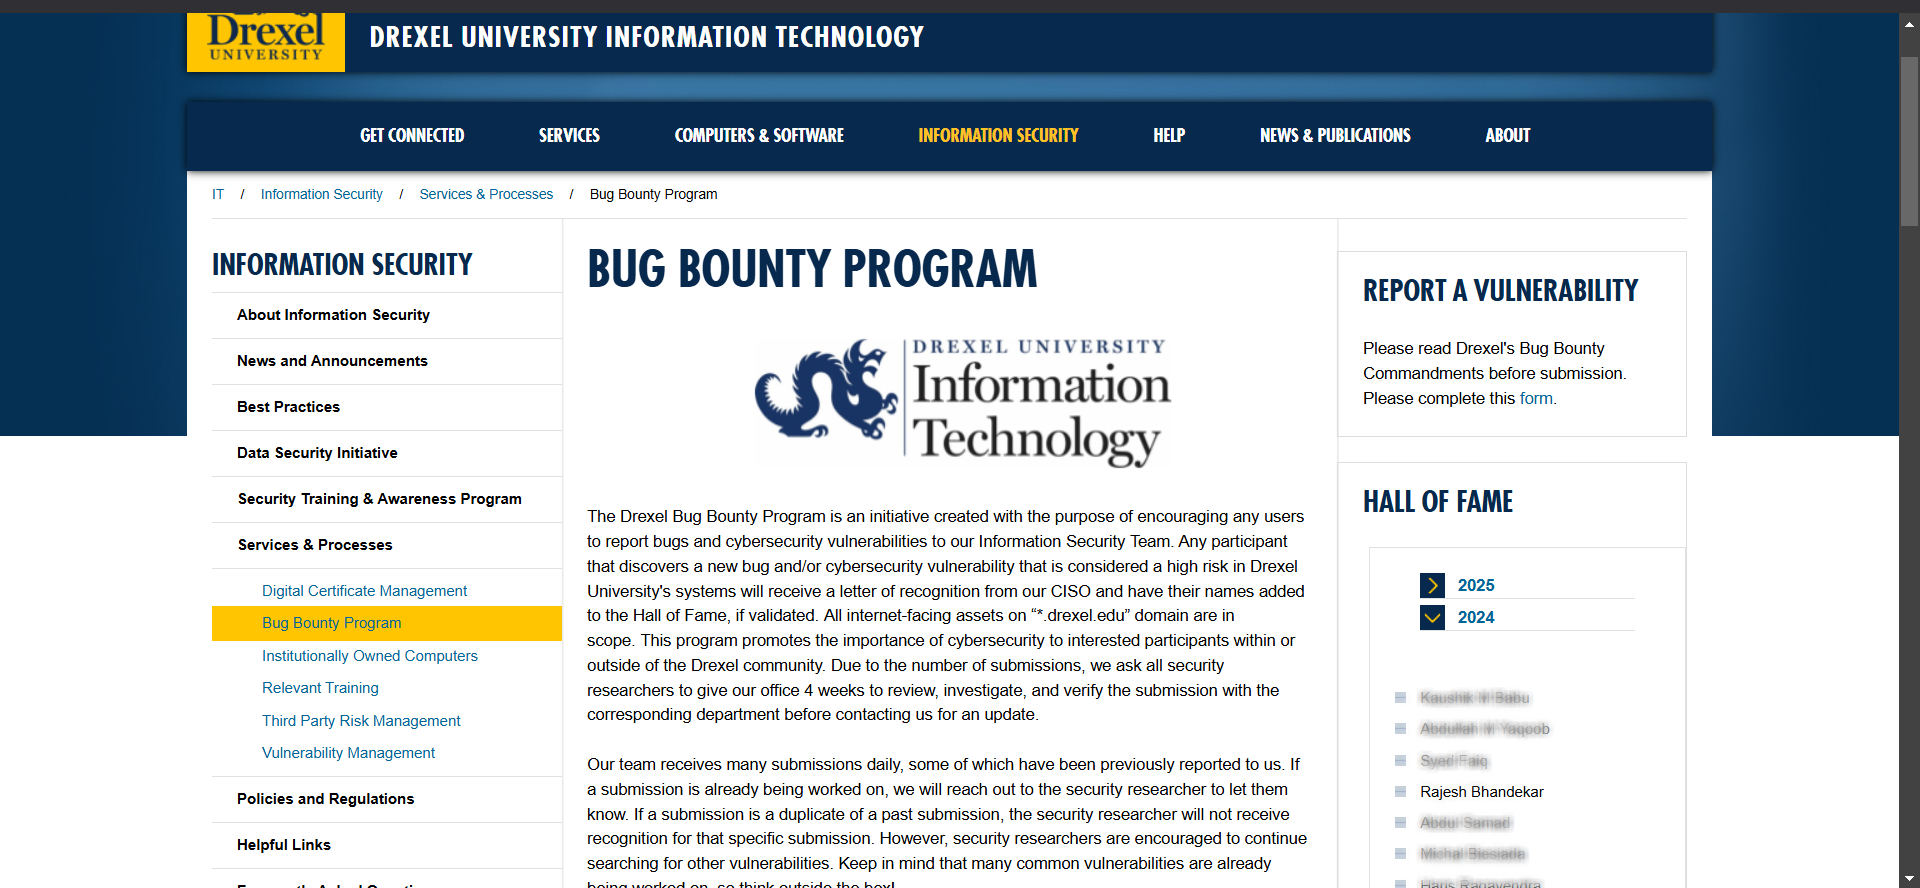 Drexel
UNIVERSITY
DREXEL UNIVERSITY INFORMATION TECHNOLOGY
GET CONNECTED
SERVICES
COMPUTERS & SOFTWARE
INFORMATION SECURITY
HELP
NEWS & PUBLICATIONS
ABOUT
IT / Information Security / Services & Processes / Bug Bounty Program
INFORMATION SECURITY
About Information Security
News and Announcements
Best Practices
Data Security Initiative
Security Training & Awareness Program
Services & Processes
Digital Certificate Management
Bug Bounty Program
Institutionally Owned Computers
Relevant Training
Third Party Risk Management
Vulnerability Management
Policies and Regulations
Helpful Links
BUG BOUNTY PROGRAM
DREXEL UNIVERSITY
Information
Technology
The Drexel Bug Bounty Program is an initiative created with the purpose of encouraging any users
to report bugs and cybersecurity vulnerabilities to our Information Security Team. Any participant
that discovers a new bug and/or cybersecurity vulnerability that is considered a high risk in Drexel
University's systems will receive a letter of recognition from our CISO and have their names added
to the Hall of Fame, if validated. All internet-facing assets on “*.drexel.edu” domain are in
scope. This program promotes the importance of cybersecurity to interested participants within or
outside of the Drexel community. Due to the number of submissions, we ask all security
researchers to give our office 4 weeks to review, investigate, and verify the submission with the
corresponding department before contacting us for an update.
Our team receives many submissions daily, some of which have been previously reported to us. If
a submission is already being worked on, we will reach out to the security researcher to let them
know. If a submission is a duplicate of a past submission, the security researcher will not receive
recognition for that specific submission. However, security researchers are encouraged to continue
searching for other vulnerabilities. Keep in mind that many common vulnerabilities are already
being worked on, so think outside the box!
REPORT A VULNERABILITY
Please read Drexel's Bug Bounty
Commandments before submission.
Please complete this form.
HALL OF FAME
2025
2024
Rajesh Bhandekar